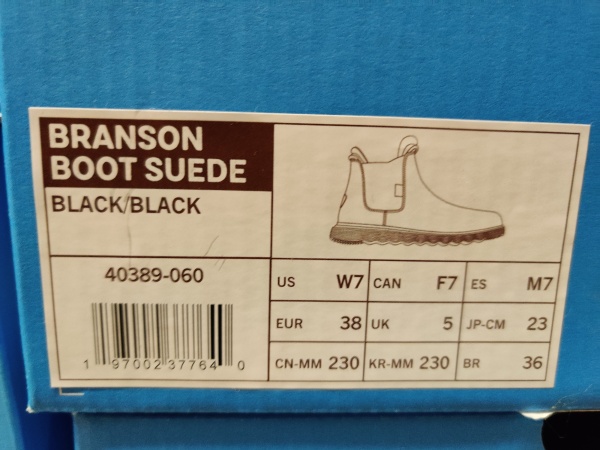 BRANSON
BOOT SUEDE
BLACK/BLACK
40389-060
1 97002 37764 0
US W7 CAN F7 ES M7
EUR 38 UK 5 JP-CM 23
CN-MM 230 KR-MM 230 BR 36